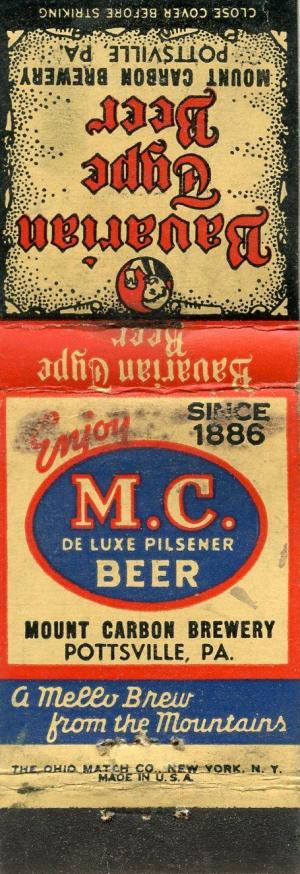 CLOSE COVER BEFORE STRIKING
Bavarian
Type
Beer
MOUNT CARBON BREWERY
POTTSVILLE, PA.
Bavarian Type
Beer
Enjoy
SINCE
1886
M.C.
DE LUXE PILSENER
BEER
MOUNT CARBON BREWERY
POTTSVILLE, PA.
a Mello Brew
from the Mountains
THE OHIO MATCH CO. NEW YORK, N.Y.
MADE IN U.S.A.